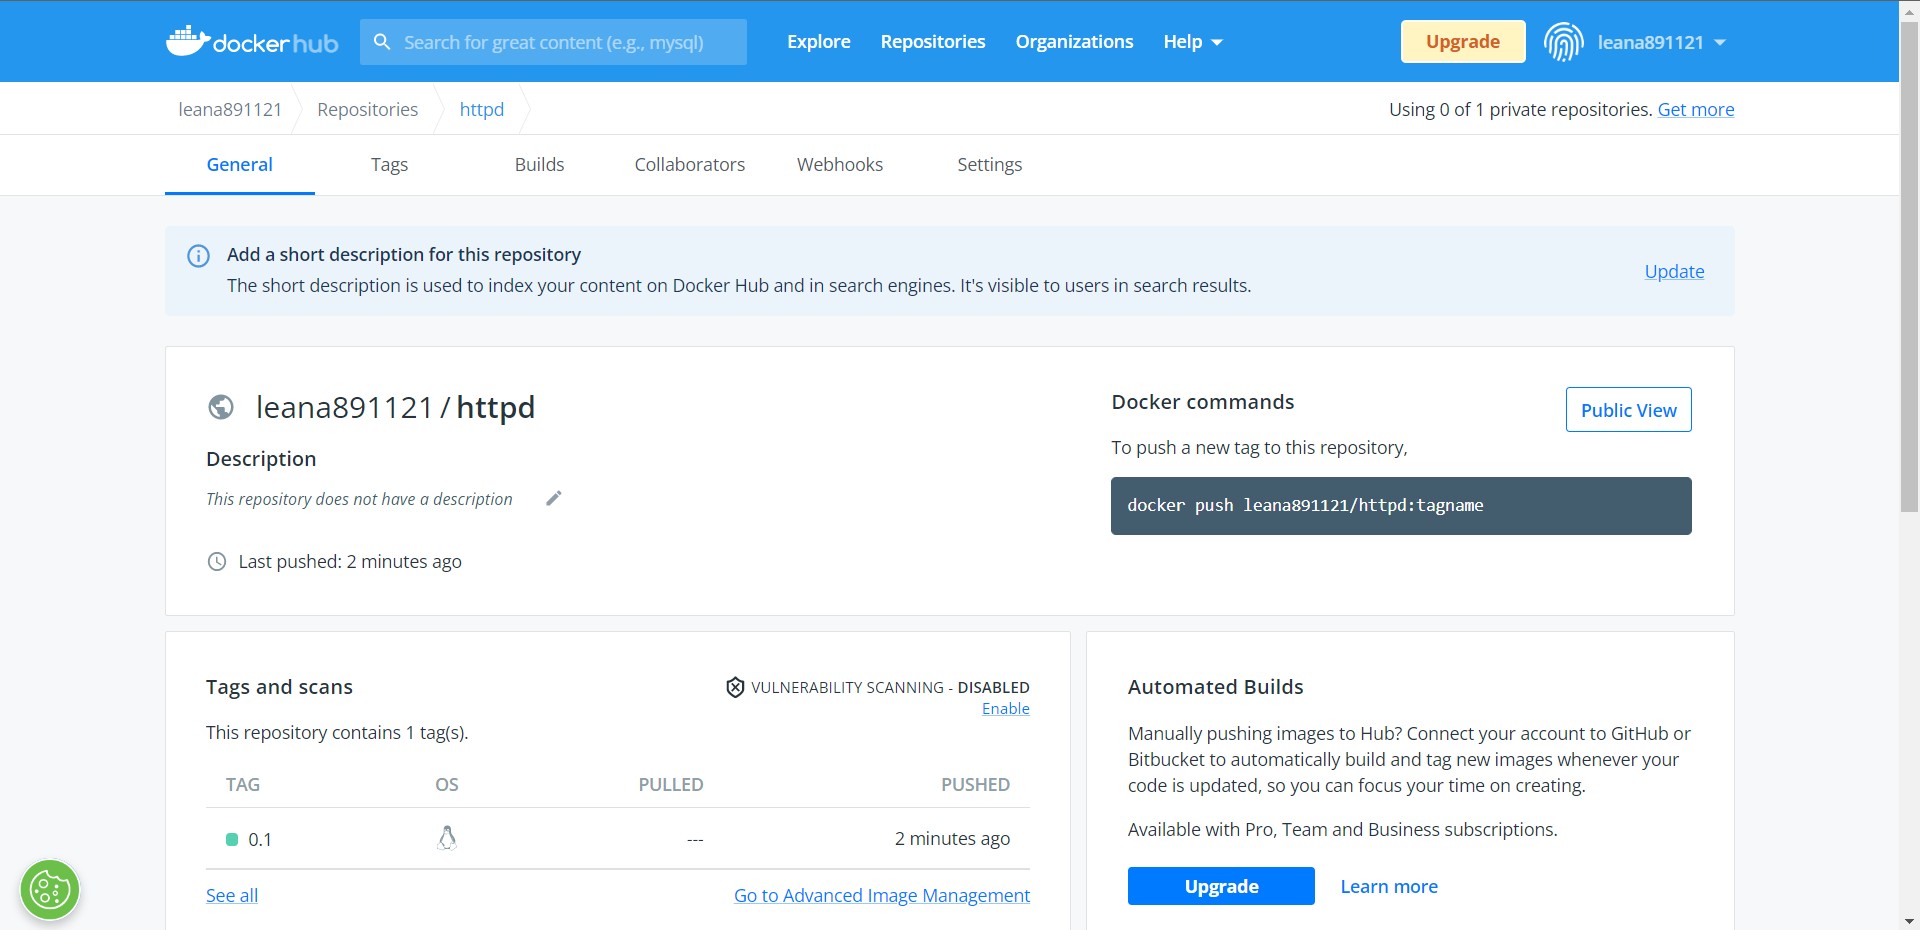 docker hub
Search for great content (e.g., mysql)
Explore
Repositories
Organizations
Help
Upgrade
leana891121
leana891121
Repositories
httpd
Using 0 of 1 private repositories. Get more
General
Tags
Builds
Collaborators
Webhooks
Settings
Add a short description for this repository
The short description is used to index your content on Docker Hub and in search engines. It's visible to users in search results.
Update
leana891121 / httpd
Description
This repository does not have a description
Last pushed: 2 minutes ago
Docker commands
Public View
To push a new tag to this repository,
docker push leana891121/httpd:tagname
Tags and scans
VULNERABILITY SCANNING - DISABLED
Enable
This repository contains 1 tag(s).
TAG OS PULLED PUSHED
0.1 --- 2 minutes ago
See all
Go to Advanced Image Management
Automated Builds
Manually pushing images to Hub? Connect your account to GitHub or
Bitbucket to automatically build and tag new images whenever your
code is updated, so you can focus your time on creating.
Available with Pro, Team and Business subscriptions.
Upgrade
Learn more